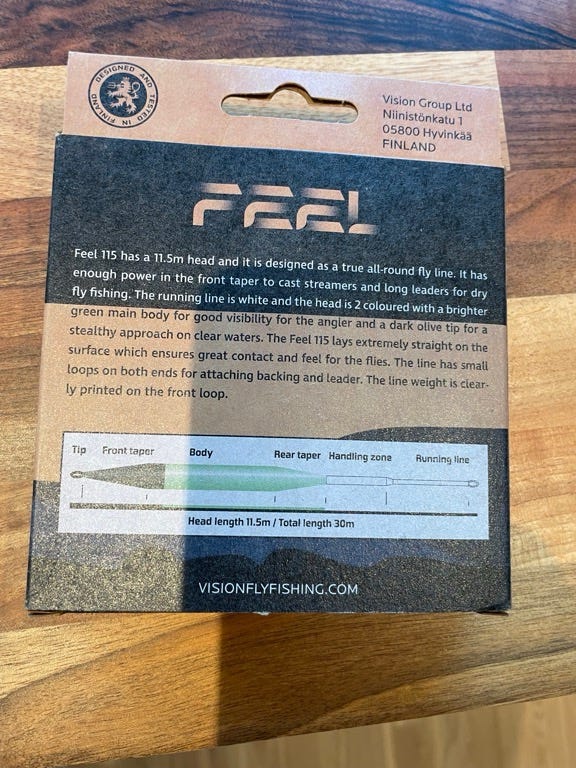 DESIGNED AND TESTED IN FINLAND
Vision Group Ltd
Niinistönkatu 1
05800 Hyvinkää
FINLAND
FEEL
Feel 115 has a 11.5m head and it is designed as a true all-round fly line. It has
enough power in the front taper to cast streamers and long leaders for dry
fly fishing. The running line is white and the head is 2 coloured with a brighter
green main body for good visibility for the angler and a dark olive tip for a
stealthy approach on clear waters. The Feel 115 lays extremely straight on the
surface which ensures great contact and feel for the flies. The line has small
loops on both ends for attaching backing and leader. The line weight is clear-
ly printed on the front loop.
Tip Front taper Body Rear taper Handling zone Running line
Head length 11.5m / Total length 30m
VISIONFLYFISHING.COM